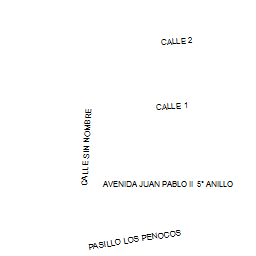 CALLE 2
CALLE 1
CALLE SIN NOMBRE
AVENIDA JUAN PABLO II 5° ANILLO
PASILLO LOS PENOCOS